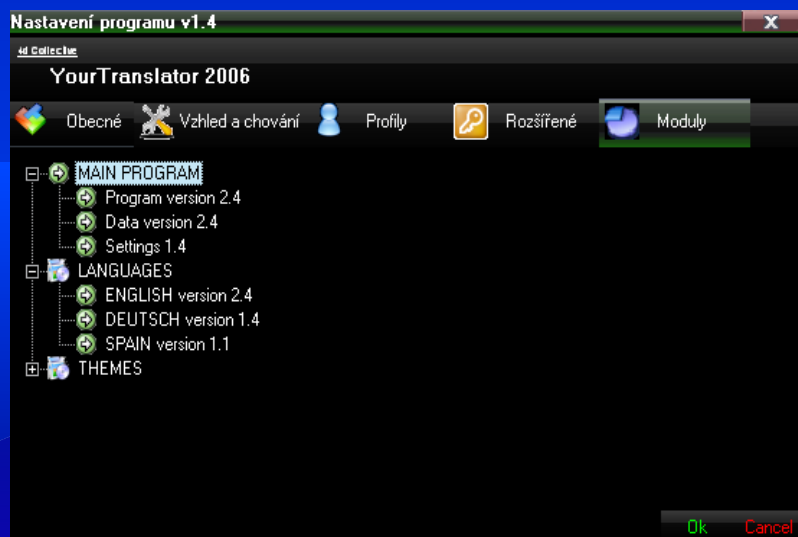 Nastavení programu v1.4
X
4d Collective
YourTranslator 2006
Obecné Vzhled a chování Profily Rozšířené Moduly
MAIN PROGRAM
Program version 2.4
Data version 2.4
Settings 1.4
LANGUAGES
ENGLISH version 2.4
DEUTSCH version 1.4
SPAIN version 1.1
THEMES
Ok Cancel